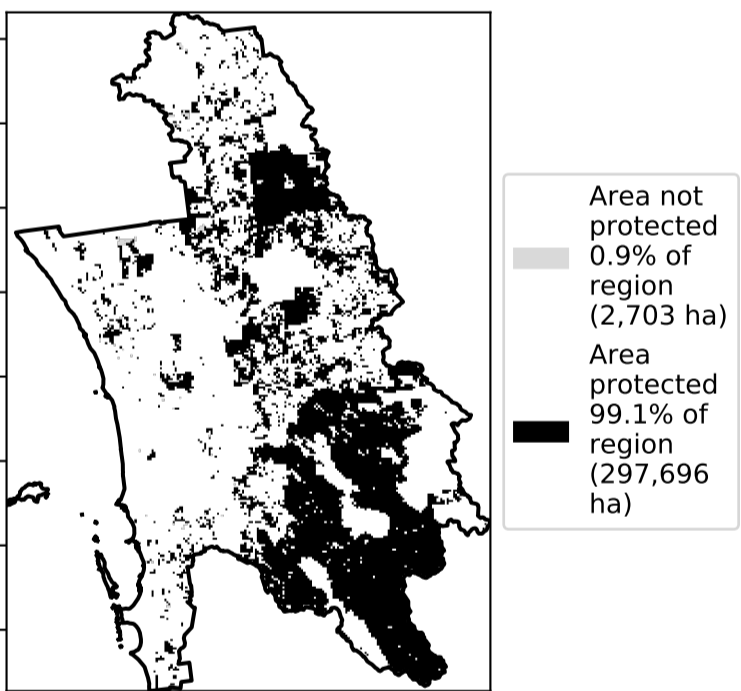 Area not
protected
0.9% of
region
(2,703 ha)
Area
protected
99.1% of
region
(297,696
ha)